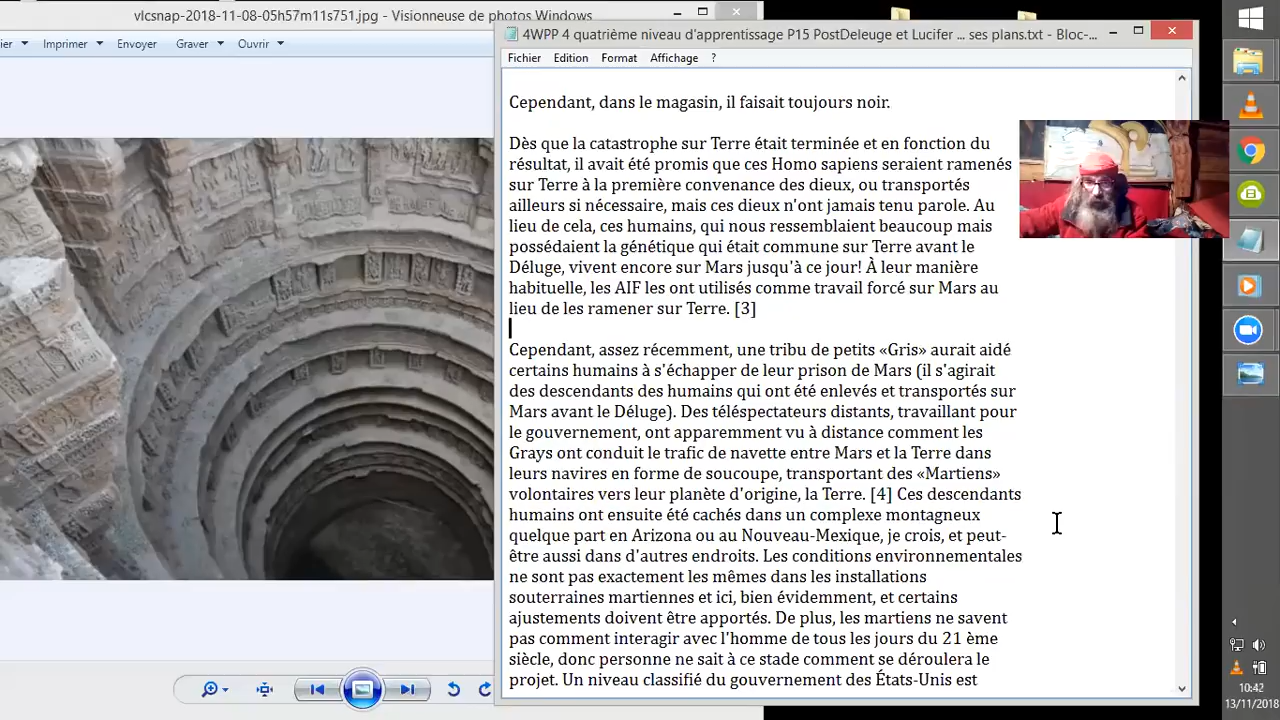 vlcsnap-2018-11-08-05h57m11s751.jpg - Visionneuse de photos Windows
Imprimer
Envoyer
Graver
Ouvrir
4WPP 4 quatrième niveau d'apprentissage P15 PostDeleuge et Lucifer ... ses plans.txt - Bloc-...
Fichier Edition Format Affichage ?
Cependant, dans le magasin, il faisait toujours noir.
Dès que la catastrophe sur Terre était terminée et en fonction du
résultat, il avait été promis que ces Homo sapiens seraient ramenés
sur Terre à la première convenance des dieux, ou transportés
ailleurs si nécessaire, mais ces dieux n'ont jamais tenu parole. Au
lieu de cela, ces humains, qui nous ressemblaient beaucoup mais
possédaient la génétique qui était commune sur Terre avant le
Déluge, vivent encore sur Mars jusqu'à ce jour! À leur manière
habituelle, les AIF les ont utilisés comme travail forcé sur Mars au
lieu de les ramener sur Terre. [3]
Cependant, assez récemment, une tribu de petits «Gris» aurait aidé
certains humains à s'échapper de leur prison de Mars (il s'agirait
des descendants des humains qui ont été enlevés et transportés sur
Mars avant le Déluge). Des téléspectateurs distants, travaillant pour
le gouvernement, ont apparemment vu à distance comment les
Grays ont conduit le trafic de navette entre Mars et la Terre dans
leurs navires en forme de soucoupe, transportant des «Martiens»
volontaires vers leur planète d'origine, la Terre. [4] Ces descendants
humains ont ensuite été cachés dans un complexe montagneux
quelque part en Arizona ou au Nouveau-Mexique, je crois, et peut-
être aussi dans d'autres endroits. Les conditions environnementales
ne sont pas exactement les mêmes dans les installations
souterraines martiennes et ici, bien évidemment, et certains
ajustements doivent être apportés. De plus, les martiens ne savent
pas comment interagir avec l'homme de tous les jours du 21 ème
siècle, donc personne ne sait à ce stade comment se déroulera le
projet. Un niveau classifié du gouvernement des États-Unis est
10:42
13/11/2018